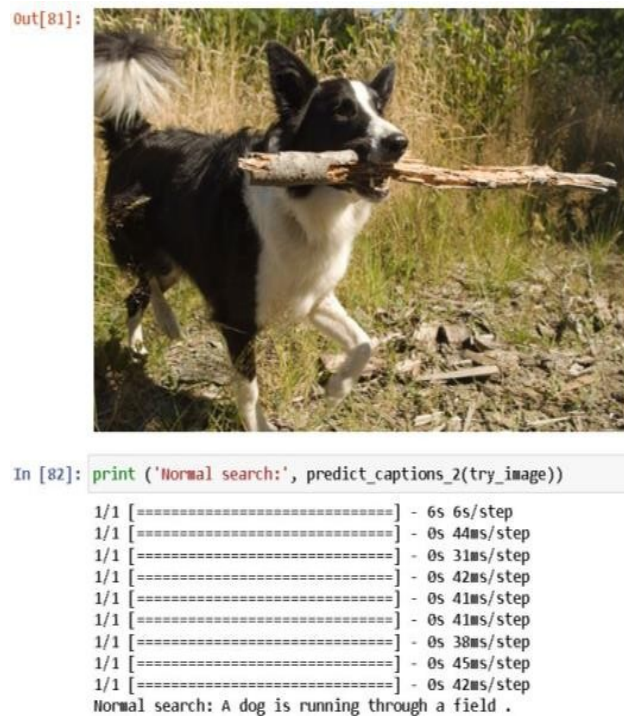 Out[81]:
In [82]: print ('Normal search:', predict_captions_2(try_image))
1/1 [==============================] - 6s 6s/step
1/1 [==============================] - 0s 44ms/step
1/1 [==============================] - 0s 31ms/step
1/1 [==============================] - 0s 42ms/step
1/1 [==============================] - 0s 41ms/step
1/1 [==============================] - 0s 41ms/step
1/1 [==============================] - 0s 38ms/step
1/1 [==============================] - 0s 45ms/step
1/1 [==============================] - 0s 42ms/step
Normal search: A dog is running through a field .